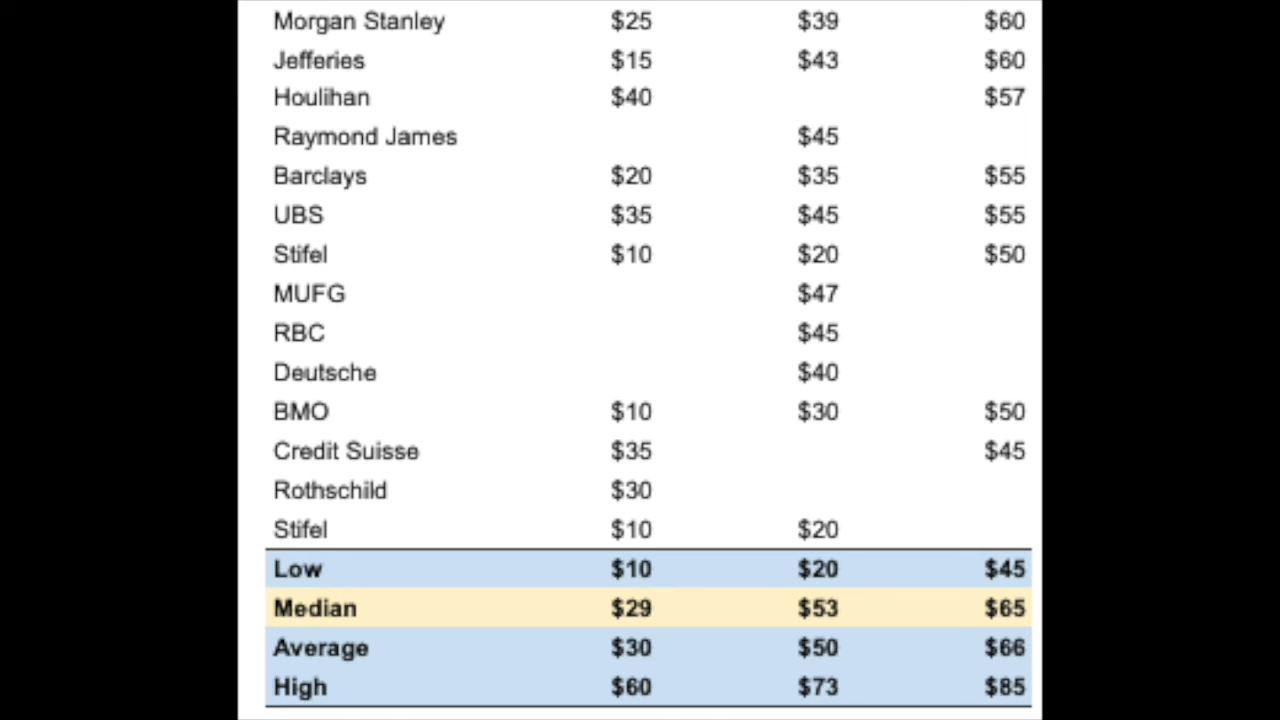 Morgan Stanley $25 $39 $60
Jefferies $15 $43 $60
Houlihan $40 $57
Raymond James $45
Barclays $20 $35 $55
UBS $35 $45 $55
Stifel $10 $20 $50
MUFG $47
RBC $45
Deutsche $40
BMO $10 $30 $50
Credit Suisse $35 $45
Rothschild $30
Stifel $10 $20
Low $10 $20 $45
Median $29 $53 $65
Average $30 $50 $66
High $60 $73 $85